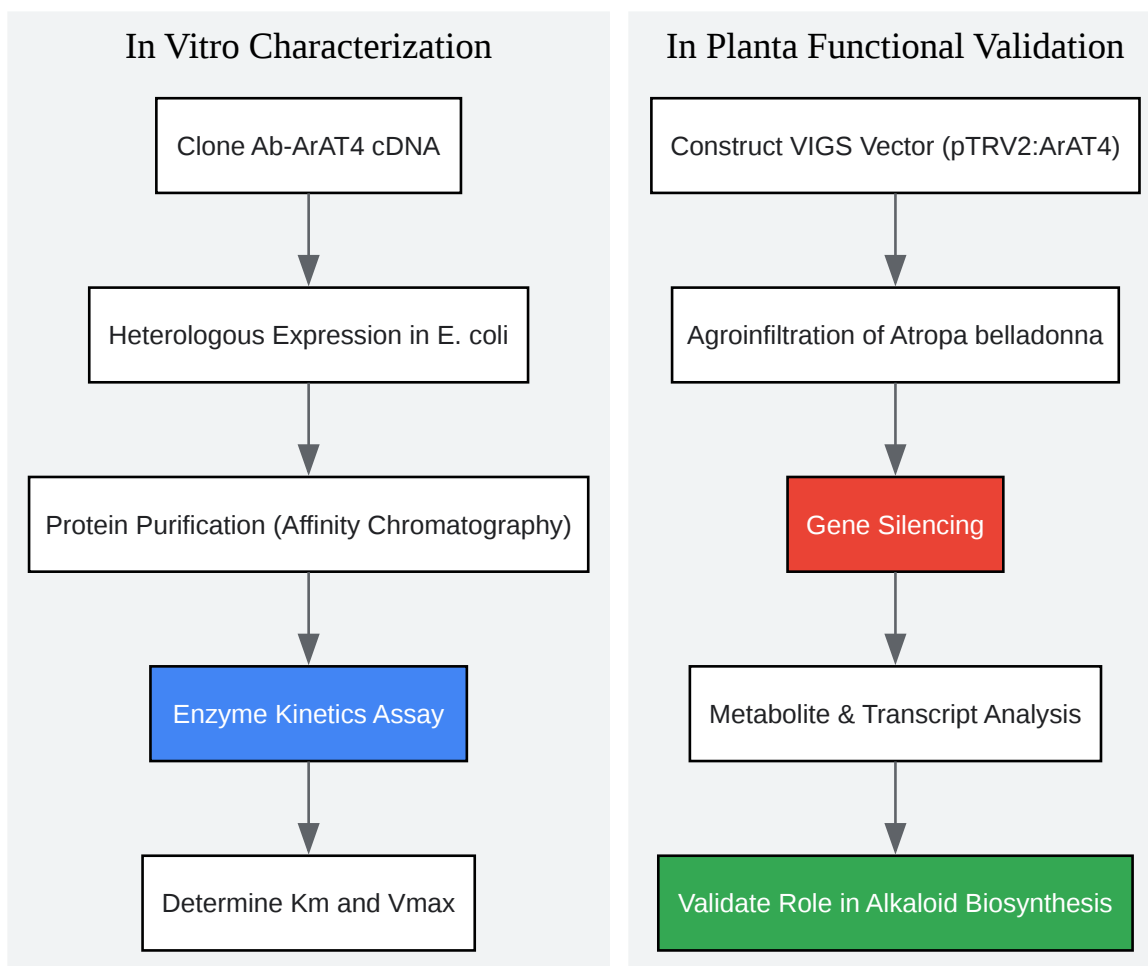 In Vitro Characterization
Clone Ab-ArAT4 cDNA
Heterologous Expression in E. coli
Protein Purification (Affinity Chromatography)
Enzyme Kinetics Assay
Determine Km and Vmax
In Planta Functional Validation
Construct VIGS Vector (pTRV2:ArAT4)
Agroinfiltration of Atropa belladonna
Gene Silencing
Metabolite & Transcript Analysis
Validate Role in Alkaloid Biosynthesis